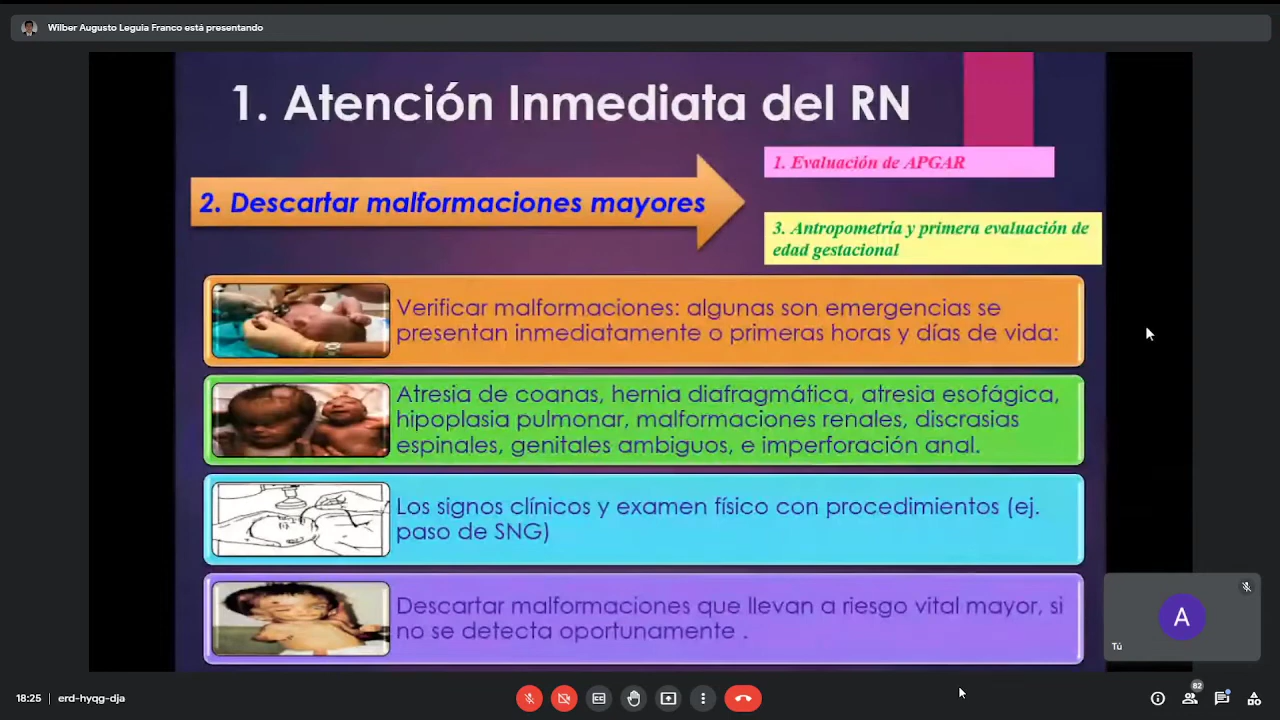 Wilber Augusto Leguia Franco está presentando
1. Atención Inmediata del RN
1. Evaluación de APGAR
2. Descartar malformaciones mayores
3. Antropometría y primera evaluación de
edad gestacional
Verificar malformaciones: algunas son emergencias se
presentan inmediatamente o primeras horas y días de vida:
Atresia de coanas, hernia diafragmática, atresia esofágica,
hipoplasia pulmonar, malformaciones renales, discrasias
espinales, genitales ambiguos, e imperforación anal.
Los signos clínicos y examen físico con procedimientos (ej.
paso de SNG)
Descartar malformaciones que llevan a riesgo vital mayor, si
no se detecta oportunamente .
A
Tú
18:25 erd-hyqg-dja
82